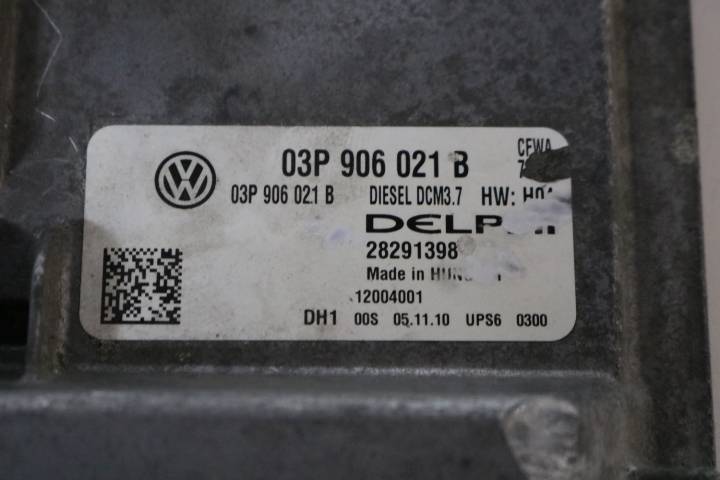 CFWA
03P 906 021 B
03P 906 021 B DIESEL DCM3.7 HW:
28291398
Made in
12004001
DH1 00S 05.11.10 UPS6 0300